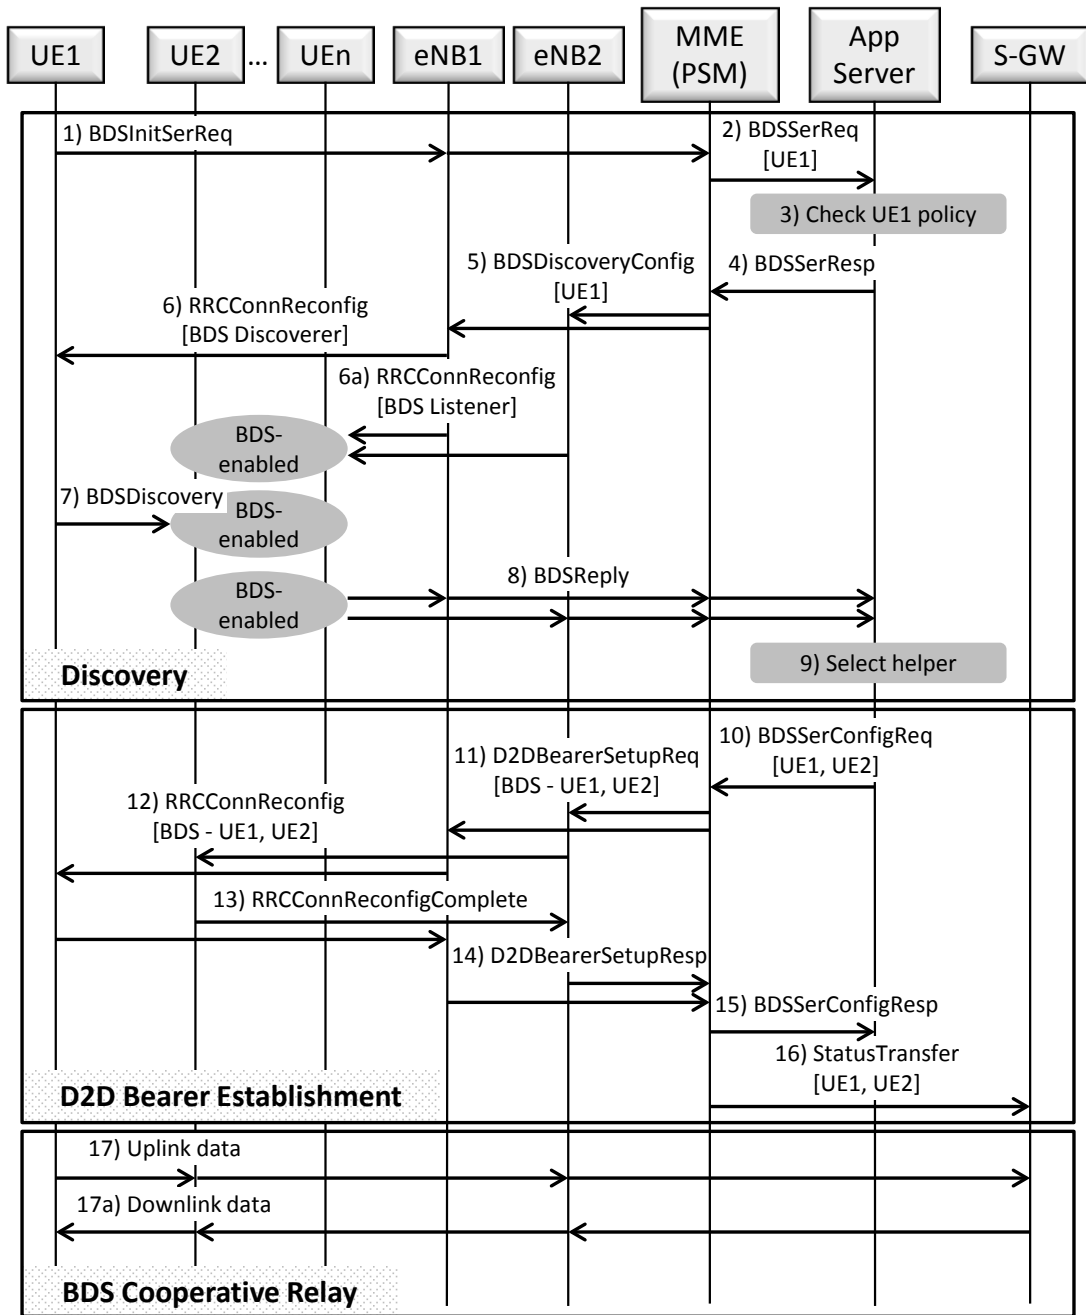 UE1 UE2 ... UEn eNB1 eNB2 MME (PSM) App Server S-GW
1) BDSInitSerReq
2) BDSSerReq
[UE1]
3) Check UE1 policy
4) BDSSerResp
5) BDSDiscoveryConfig
[UE1]
6) RRCConnReconfig
[BDS Discoverer]
6a) RRCConnReconfig
[BDS Listener]
BDS-
enabled
7) BDSDiscovery
BDS-
enabled
8) BDSReply
BDS-
enabled
9) Select helper
Discovery
10) BDSSerConfigReq
[UE1, UE2]
11) D2DBearerSetupReq
[BDS - UE1, UE2]
12) RRCConnReconfig
[BDS - UE1, UE2]
13) RRCConnReconfigComplete
14) D2DBearerSetupResp
15) BDSSerConfigResp
16) StatusTransfer
[UE1, UE2]
D2D Bearer Establishment
17) Uplink data
17a) Downlink data
BDS Cooperative Relay